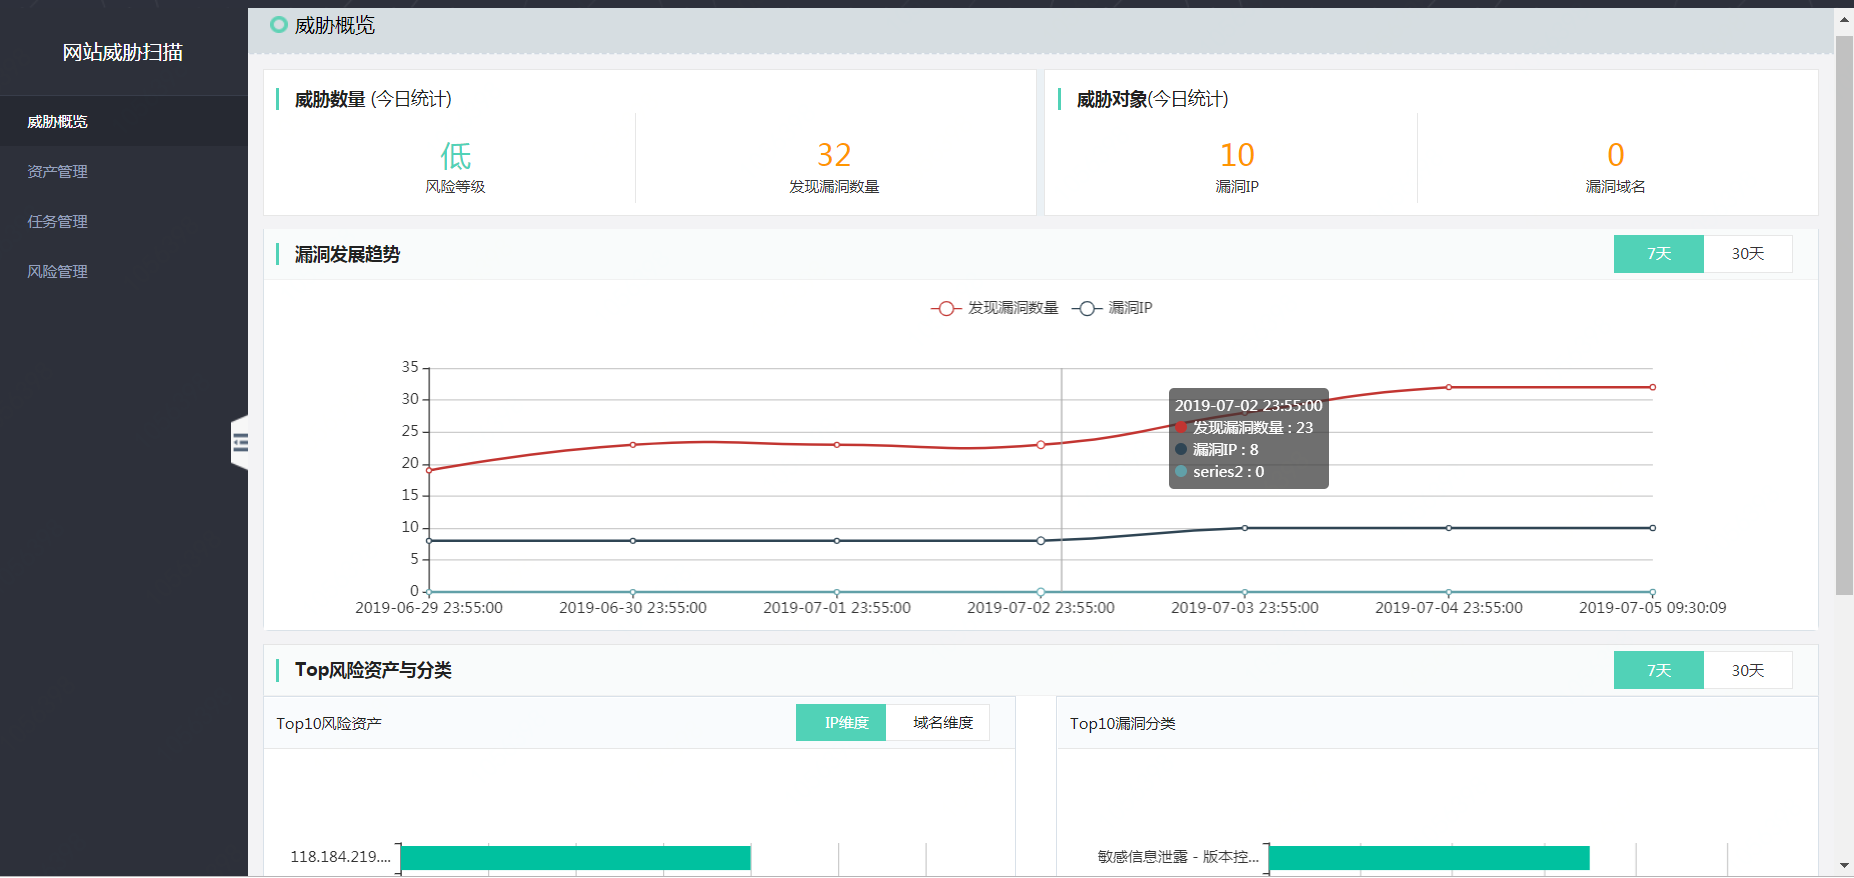 网站威胁扫描
威胁概览
资产管理
任务管理
风险管理
威胁概览
威胁数量 (今日统计)
低
风险等级
32
发现漏洞数量
威胁对象(今日统计)
10
漏洞IP
0
漏洞域名
漏洞发展趋势
7天
30天
发现漏洞数量
漏洞IP
35
30
25
20
15
10
5
0
2019-07-02 23:55:00
发现漏洞数量 : 23
漏洞IP : 8
series2 : 0
2019-06-29 23:55:00
2019-06-30 23:55:00
2019-07-01 23:55:00
2019-07-02 23:55:00
2019-07-03 23:55:00
2019-07-04 23:55:00
2019-07-05 09:30:09
Top风险资产与分类
7天
30天
Top10风险资产
IP维度
域名维度
Top10漏洞分类
118.184.219....
敏感信息泄露 - 版本控...